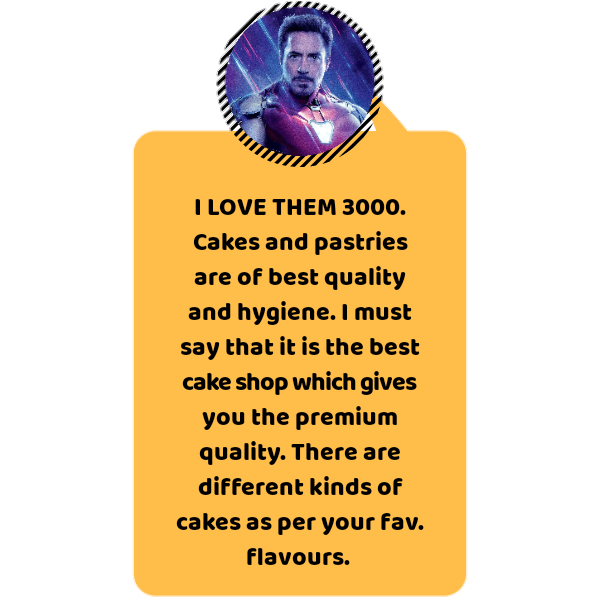 I LOVE THEM 3000.
Cakes and pastries
are of best quality
and hygiene. I must
say that it is the best
cake shop which gives
you the premium
quality. There are
different kinds of
cakes as per your fav.
flavours.